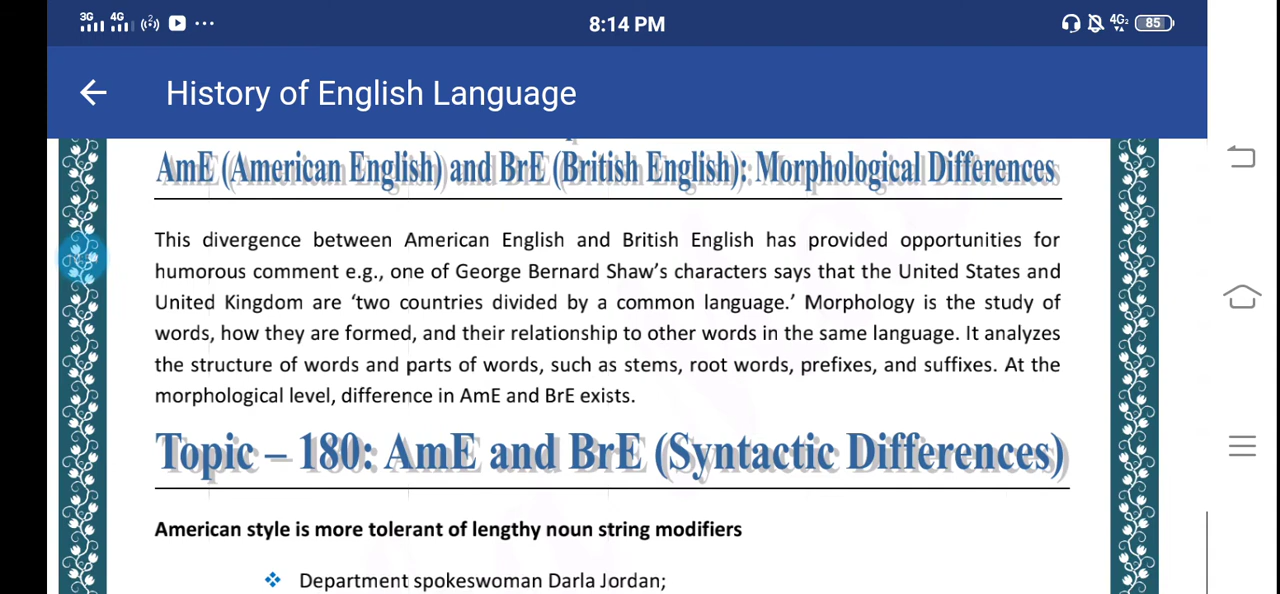 3G 4G 8:14 PM 4G2 85
History of English Language
AmE (American English) and BrE (British English): Morphological Differences
This divergence between American English and British English has provided opportunities for
humorous comment e.g., one of George Bernard Shaw’s characters says that the United States and
United Kingdom are ‘two countries divided by a common language.’ Morphology is the study of
words, how they are formed, and their relationship to other words in the same language. It analyzes
the structure of words and parts of words, such as stems, root words, prefixes, and suffixes. At the
morphological level, difference in AmE and BrE exists.
Topic – 180: AmE and BrE (Syntactic Differences)
American style is more tolerant of lengthy noun string modifiers
❖ Department spokeswoman Darla Jordan;